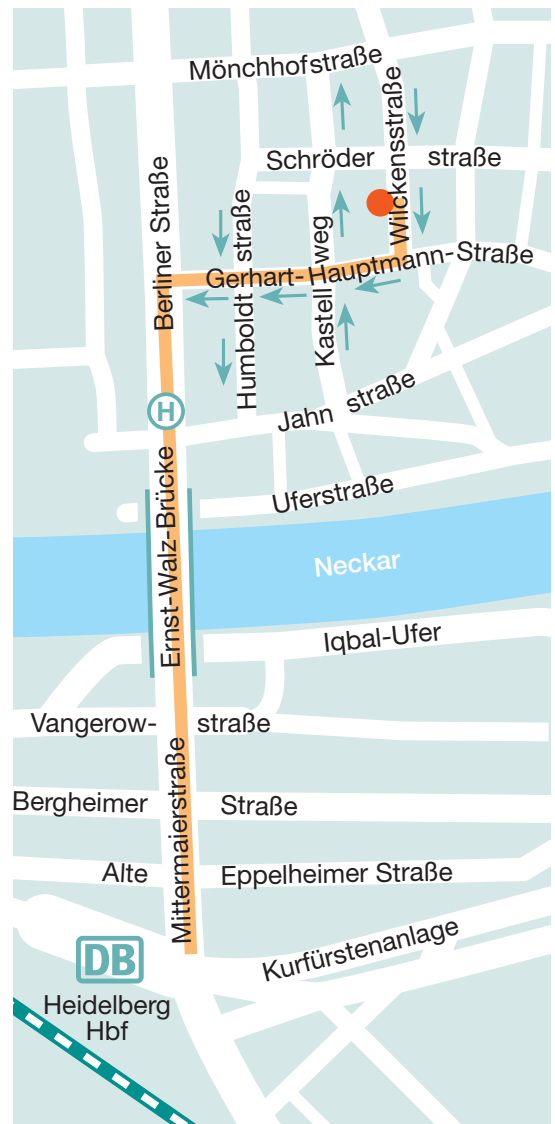 Mönchhofstraße
Wilckensstraße
Schröder straße
Berliner Straße
Humboldt straße
Kastell weg
Gerhart-Hauptmann-Straße
Jahn straße
H
Ernst-Walz-Brücke
Uferstraße
Neckar
Iqbal-Ufer
Vangerow- straße
Mittermaierstraße
Bergheimer Straße
Alte Eppelheimer Straße
Kurfürstenanlage
DB
Heidelberg
Hbf